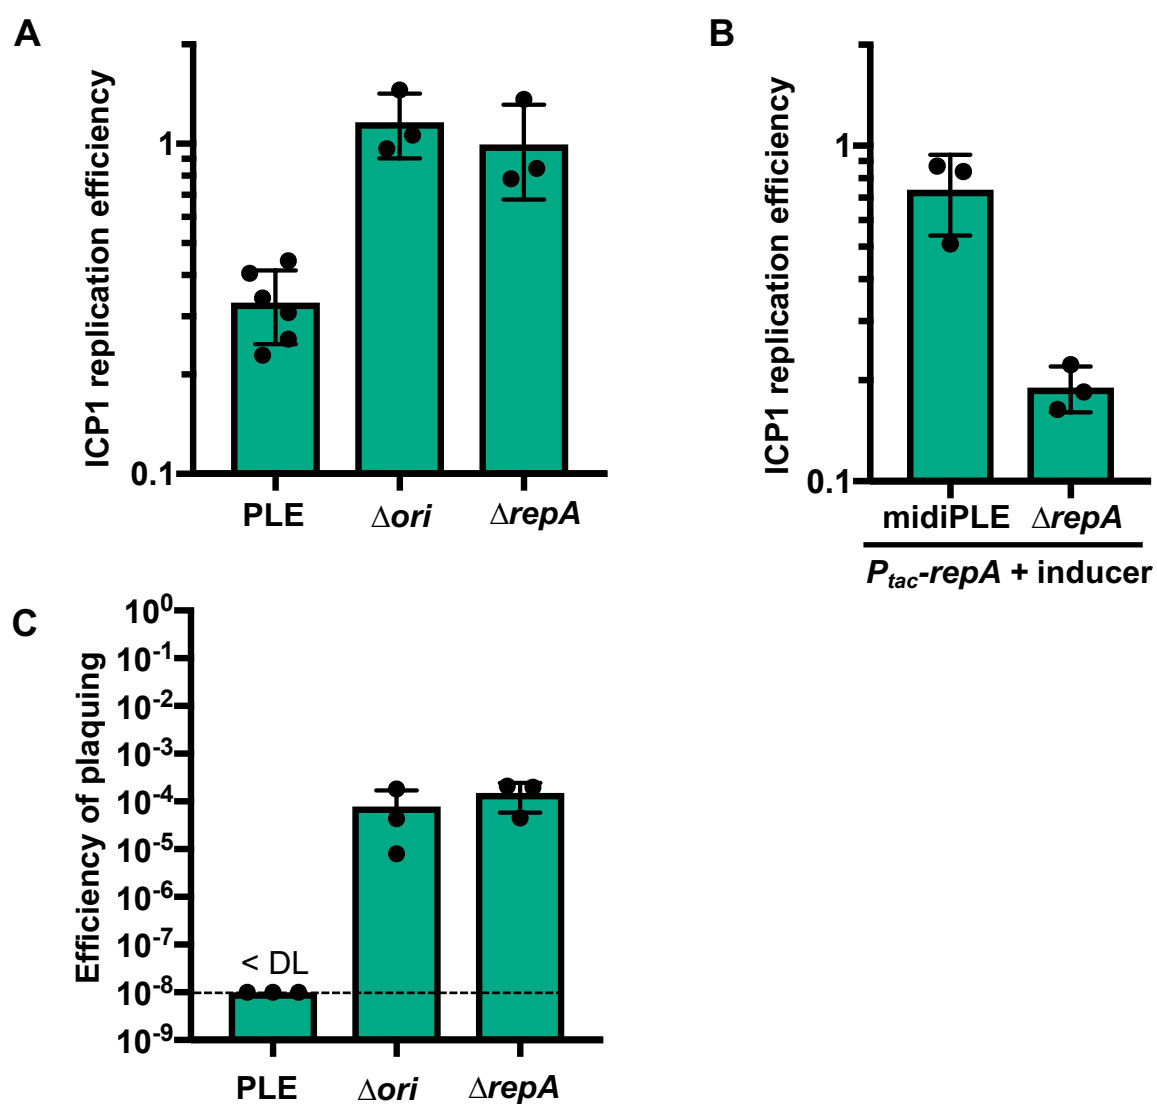 A
ICP1 replication efficiency
1
0.1
PLE
Δori
ΔrepA
B
ICP1 replication efficiency
1
0.1
midiPLE
ΔrepA
Ptac-repA + inducer
C
Efficiency of plaquing
10^0
10^-1
10^-2
10^-3
10^-4
10^-5
10^-6
10^-7
10^-8
10^-9
< DL
PLE
Δori
ΔrepA